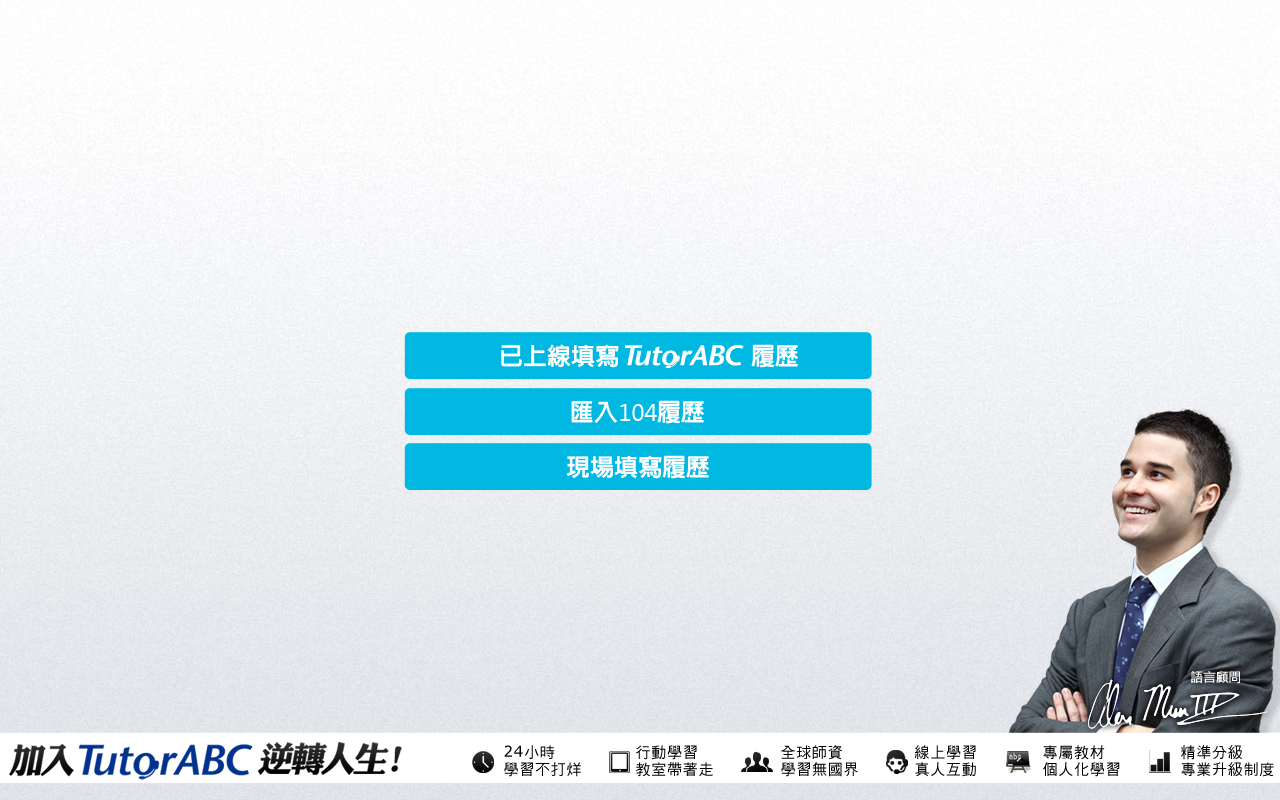 已上線填寫 TutorABC 履歷
匯入104履歷
現場填寫履歷
語言顧問
加入 TutorABC 逆轉人生!
24小時
學習不打烊
行動學習
教室帶著走
全球師資
學習無國界
線上學習
真人互動
abc
專屬教材
個人化學習
精準分級
專業升級制度